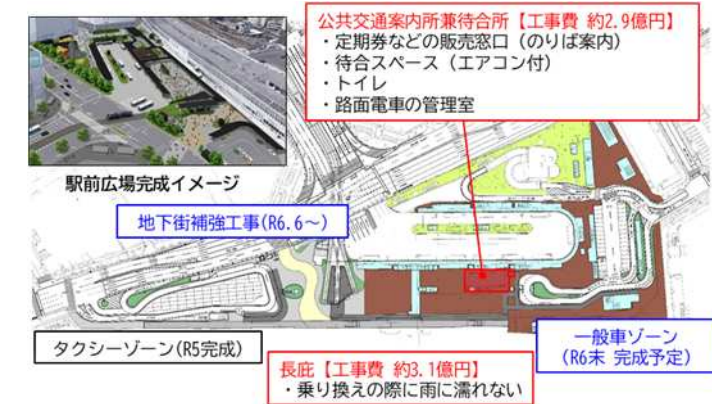 公共交通案内所兼待合所【工事費 約2.9億円】
・定期券などの販売窓口（のりば案内）
・待合スペース（エアコン付）
・トイレ
・路面電車の管理室
駅前広場完成イメージ
地下街補強工事(R6.6～)
タクシーゾーン(R5完成)
長庇【工事費 約3.1億円】
・乗り換えの際に雨に濡れない
一般車ゾーン
（R6末 完成予定）